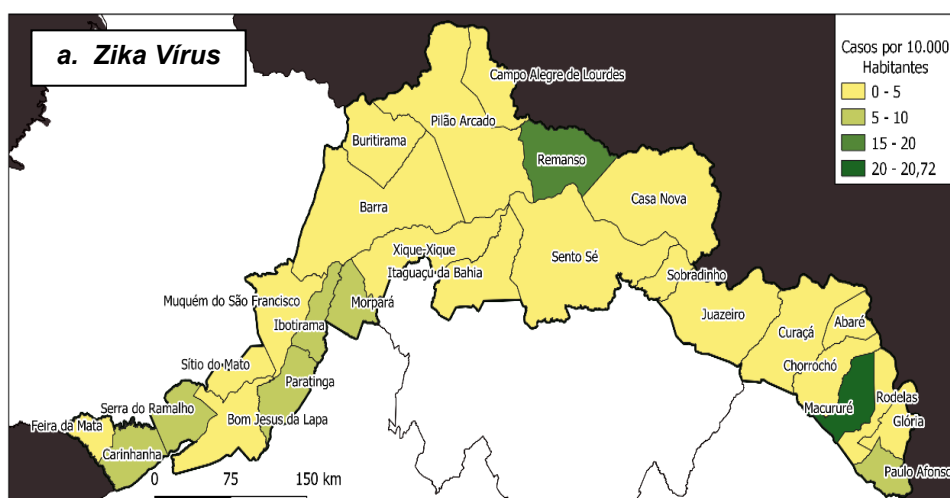 a. Zika Vírus
Casos por 10.000
Habitantes
0 - 5
5 - 10
15 - 20
20 - 20,72
Campo Alegre de Lourdes
Pilão Arcado
Buritirama
Remanso
Casa Nova
Barra
Xique-Xique
Itaguaçu da Bahia
Sento Sé
Sobradinho
Muquém do São Francisco
Morpará
Ibotirama
Juazeiro
Curaçá
Abaré
Sítio do Mato
Chorrochó
Paratinga
Serra do Ramalho
Macururé
Rodelas
Feira da Mata
Bom Jesus da Lapa
Glória
Carinhanha
Paulo Afonso
0 75 150 km